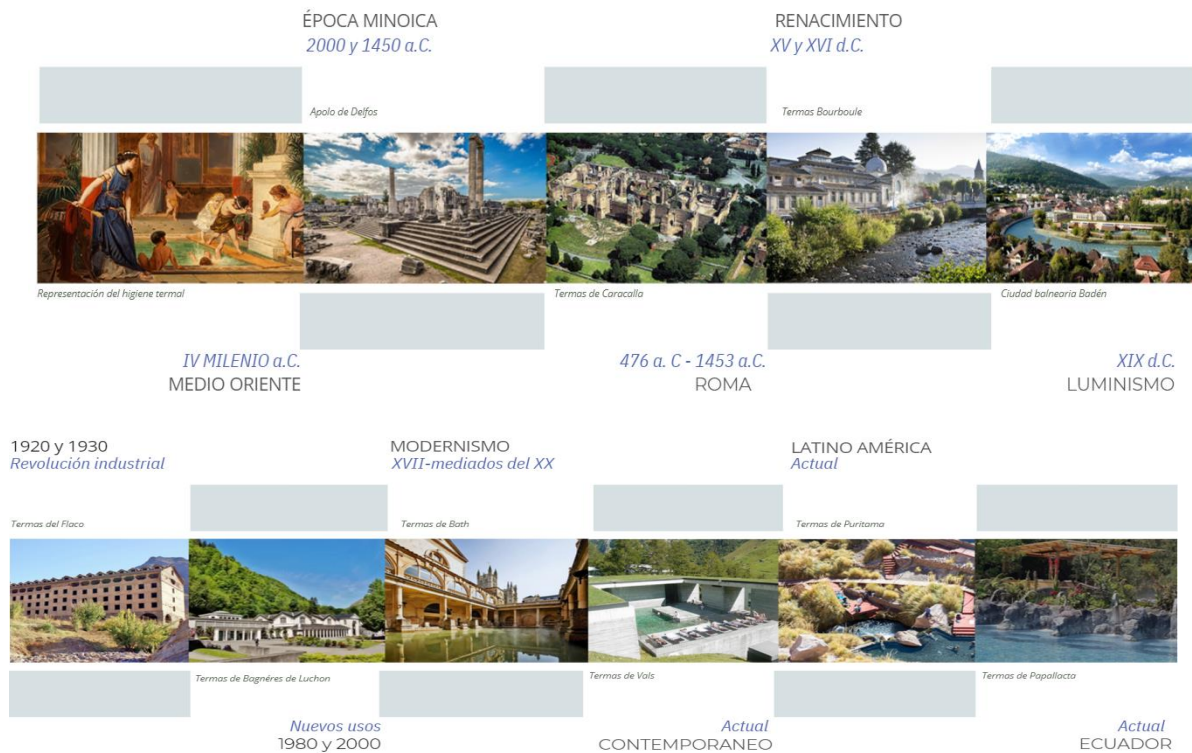 ÉPOCA MINOICA
2000 y 1450 a.C.
RENACIMIENTO
XV y XVI d.C.
Apolo de Delfos
Termas Bourboule
Representación del higiene termal
Termas de Caracalla
Ciudad balnearia Badén
IV MILENIO a.C.
MEDIO ORIENTE
476 a. C - 1453 a.C.
ROMA
XIX d.C.
LUMINISMO
1920 y 1930
Revolución industrial
MODERNISMO
XVII-mediados del XX
LATINO AMÉRICA
Actual
Termas del Flaco
Termas de Bath
Termas de Puritama
Termas de Bagnéres de Luchon
Termas de Vals
Termas de Papallacta
Nuevos usos
1980 y 2000
Actual
CONTEMPORANEO
Actual
ECUADOR